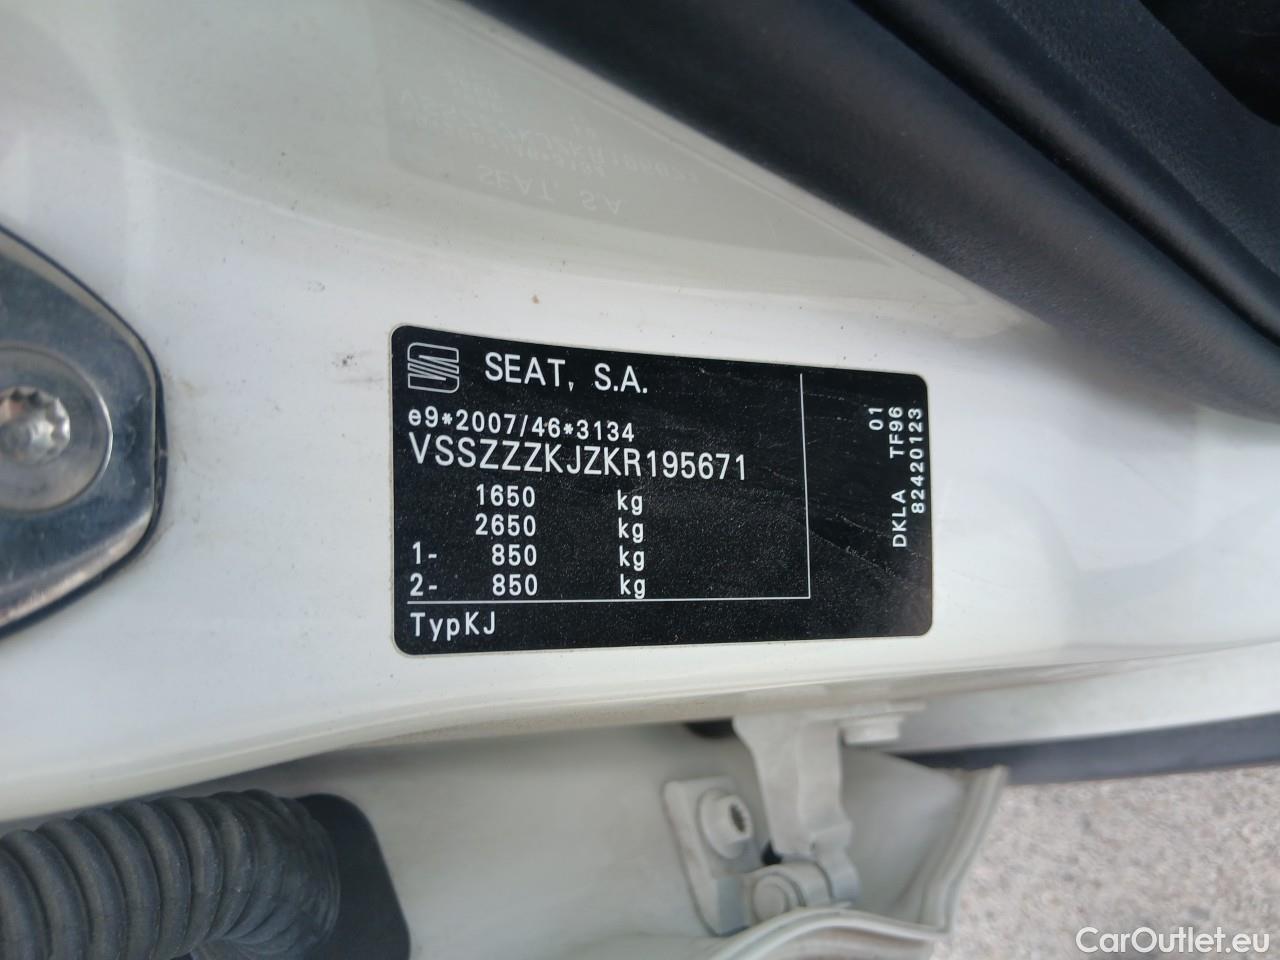 SEAT, S.A.
e9*2007/46*3134
VSSZZZKJZKR195671
1650 kg
2650 kg
1- 850 kg
2- 850 kg
TypKJ
01
DKLA TF96
82420123
SEAT, S.A
CarOutlet.eu